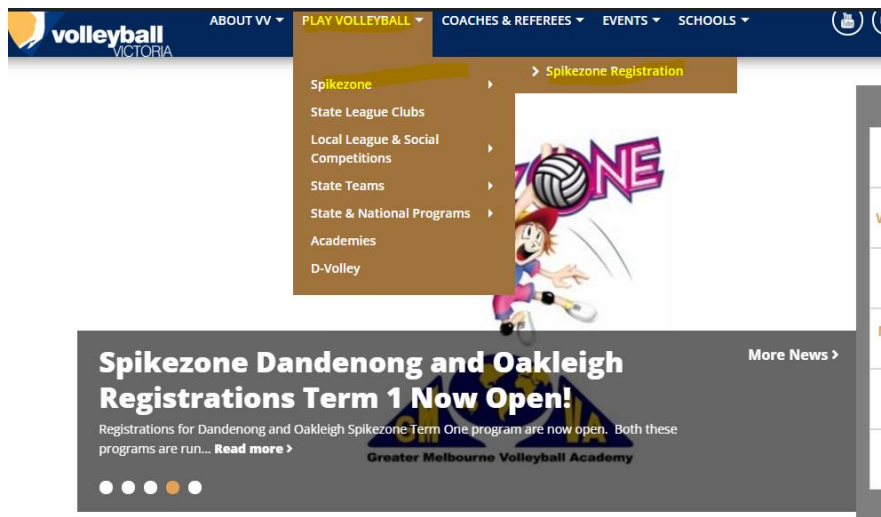 volleyball
VICTORIA
ABOUT VV
PLAY VOLLEYBALL
COACHES & REFEREES
EVENTS
SCHOOLS
Spikezone
Spikezone Registration
State League Clubs
Local League & Social
Competitions
State Teams
State & National Programs
Academies
D-Volley
Spikezone Dandenong and Oakleigh
Registrations Term 1 Now Open!
More News >
Registrations for Dandenong and Oakleigh Spikezone Term One program are now open. Both these
programs are run... Read more >
Greater Melbourne Volleyball Academy